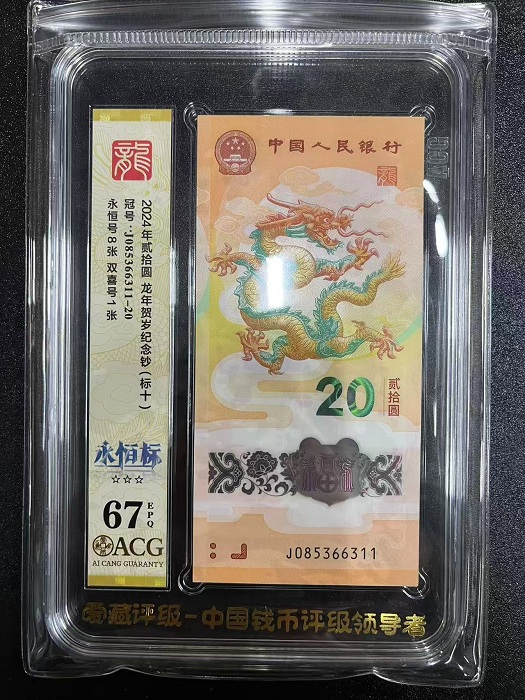 龍
2024年贰拾圆 龙年贺岁纪念钞(标十)
冠号:J085366311-20
永恒号8张 双喜号1张
永恒标
☆☆☆
67 EPQ
ACG
AI CANG GUARANTY
中国人民银行
龍
20 贰拾圆
J085366311
爱藏评级-中国钱币评级领导者